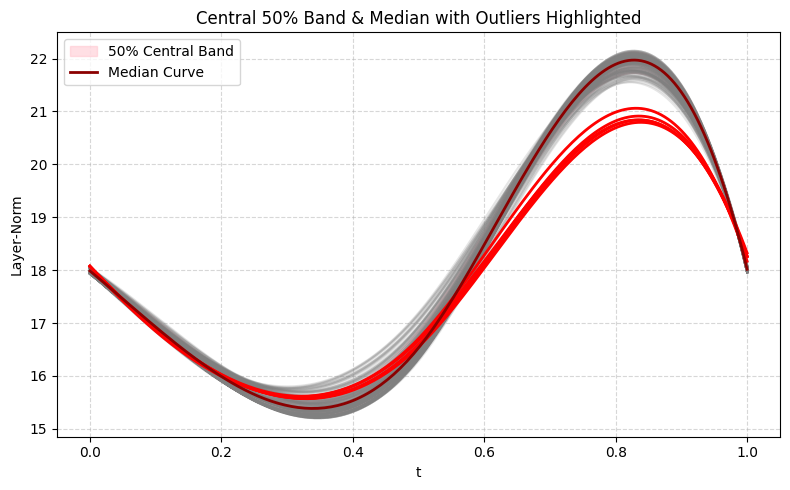 Central 50% Band & Median with Outliers Highlighted
50% Central Band
Median Curve
Layer-Norm
22
21
20
19
18
17
16
15
0.0 0.2 0.4 0.6 0.8 1.0
t